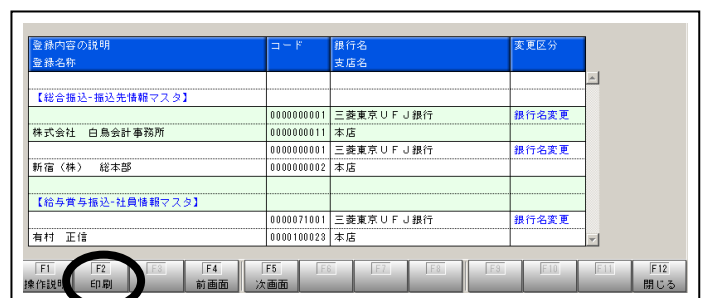 登録内容の説明 コード 銀行名 変更区分
登録名称 支店名
【総合振込-振込先情報マスタ】
0000000001 三菱東京ＵＦＪ銀行 銀行名変更
株式会社 白鳥会計事務所 0000000011 本店
0000000001 三菱東京ＵＦＪ銀行 銀行名変更
新宿（株） 総本部 0000000002 本店
【給与賞与振込-社員情報マスタ】
0000071001 三菱東京ＵＦＪ銀行 銀行名変更
有村 正信 0000100023 本店
F1 F2 F3 F4 F5 F6 F7 F8 F9 F10 F11 F12
操作説明 印刷 前画面 次画面 閉じる